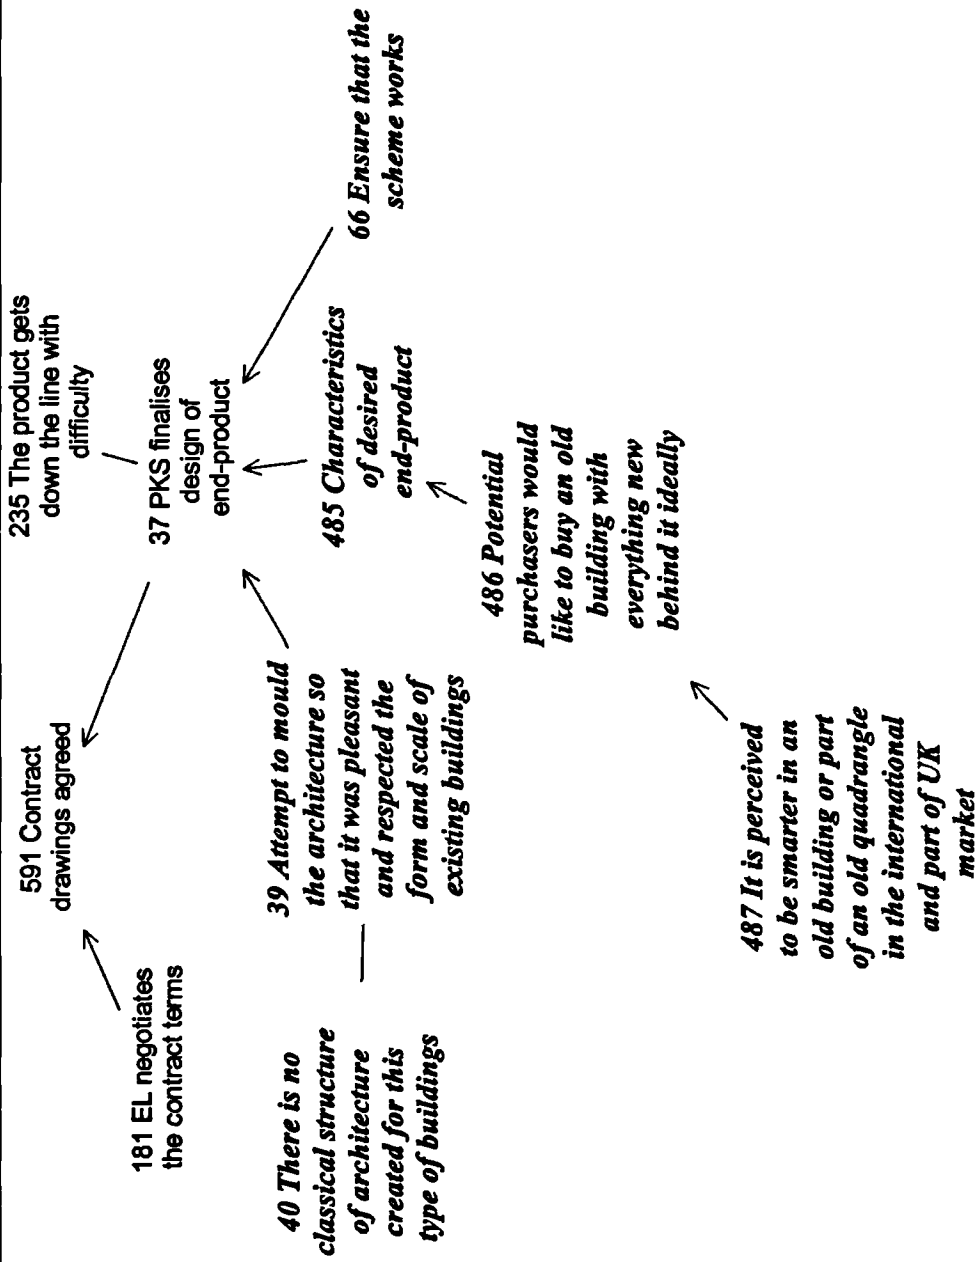 591 Contract
drawings agreed
235 The product gets
down the line with
difficulty
181 EL negotiates
the contract terms
37 PKS finalises
design of
end-product
40 There is no
classical structure
of architecture
created for this
type of buildings
39 Attempt to mould
the architecture so
that it was pleasant
and respected the
form and scale of
existing buildings
485 Characteristics
of desired
end-product
66 Ensure that the
scheme works
486 Potential
purchasers would
like to buy an old
building with
everything new
behind it ideally
487 It is perceived
to be smarter in an
old building or part
of an old quadrangle
in the international
and part of UK
market